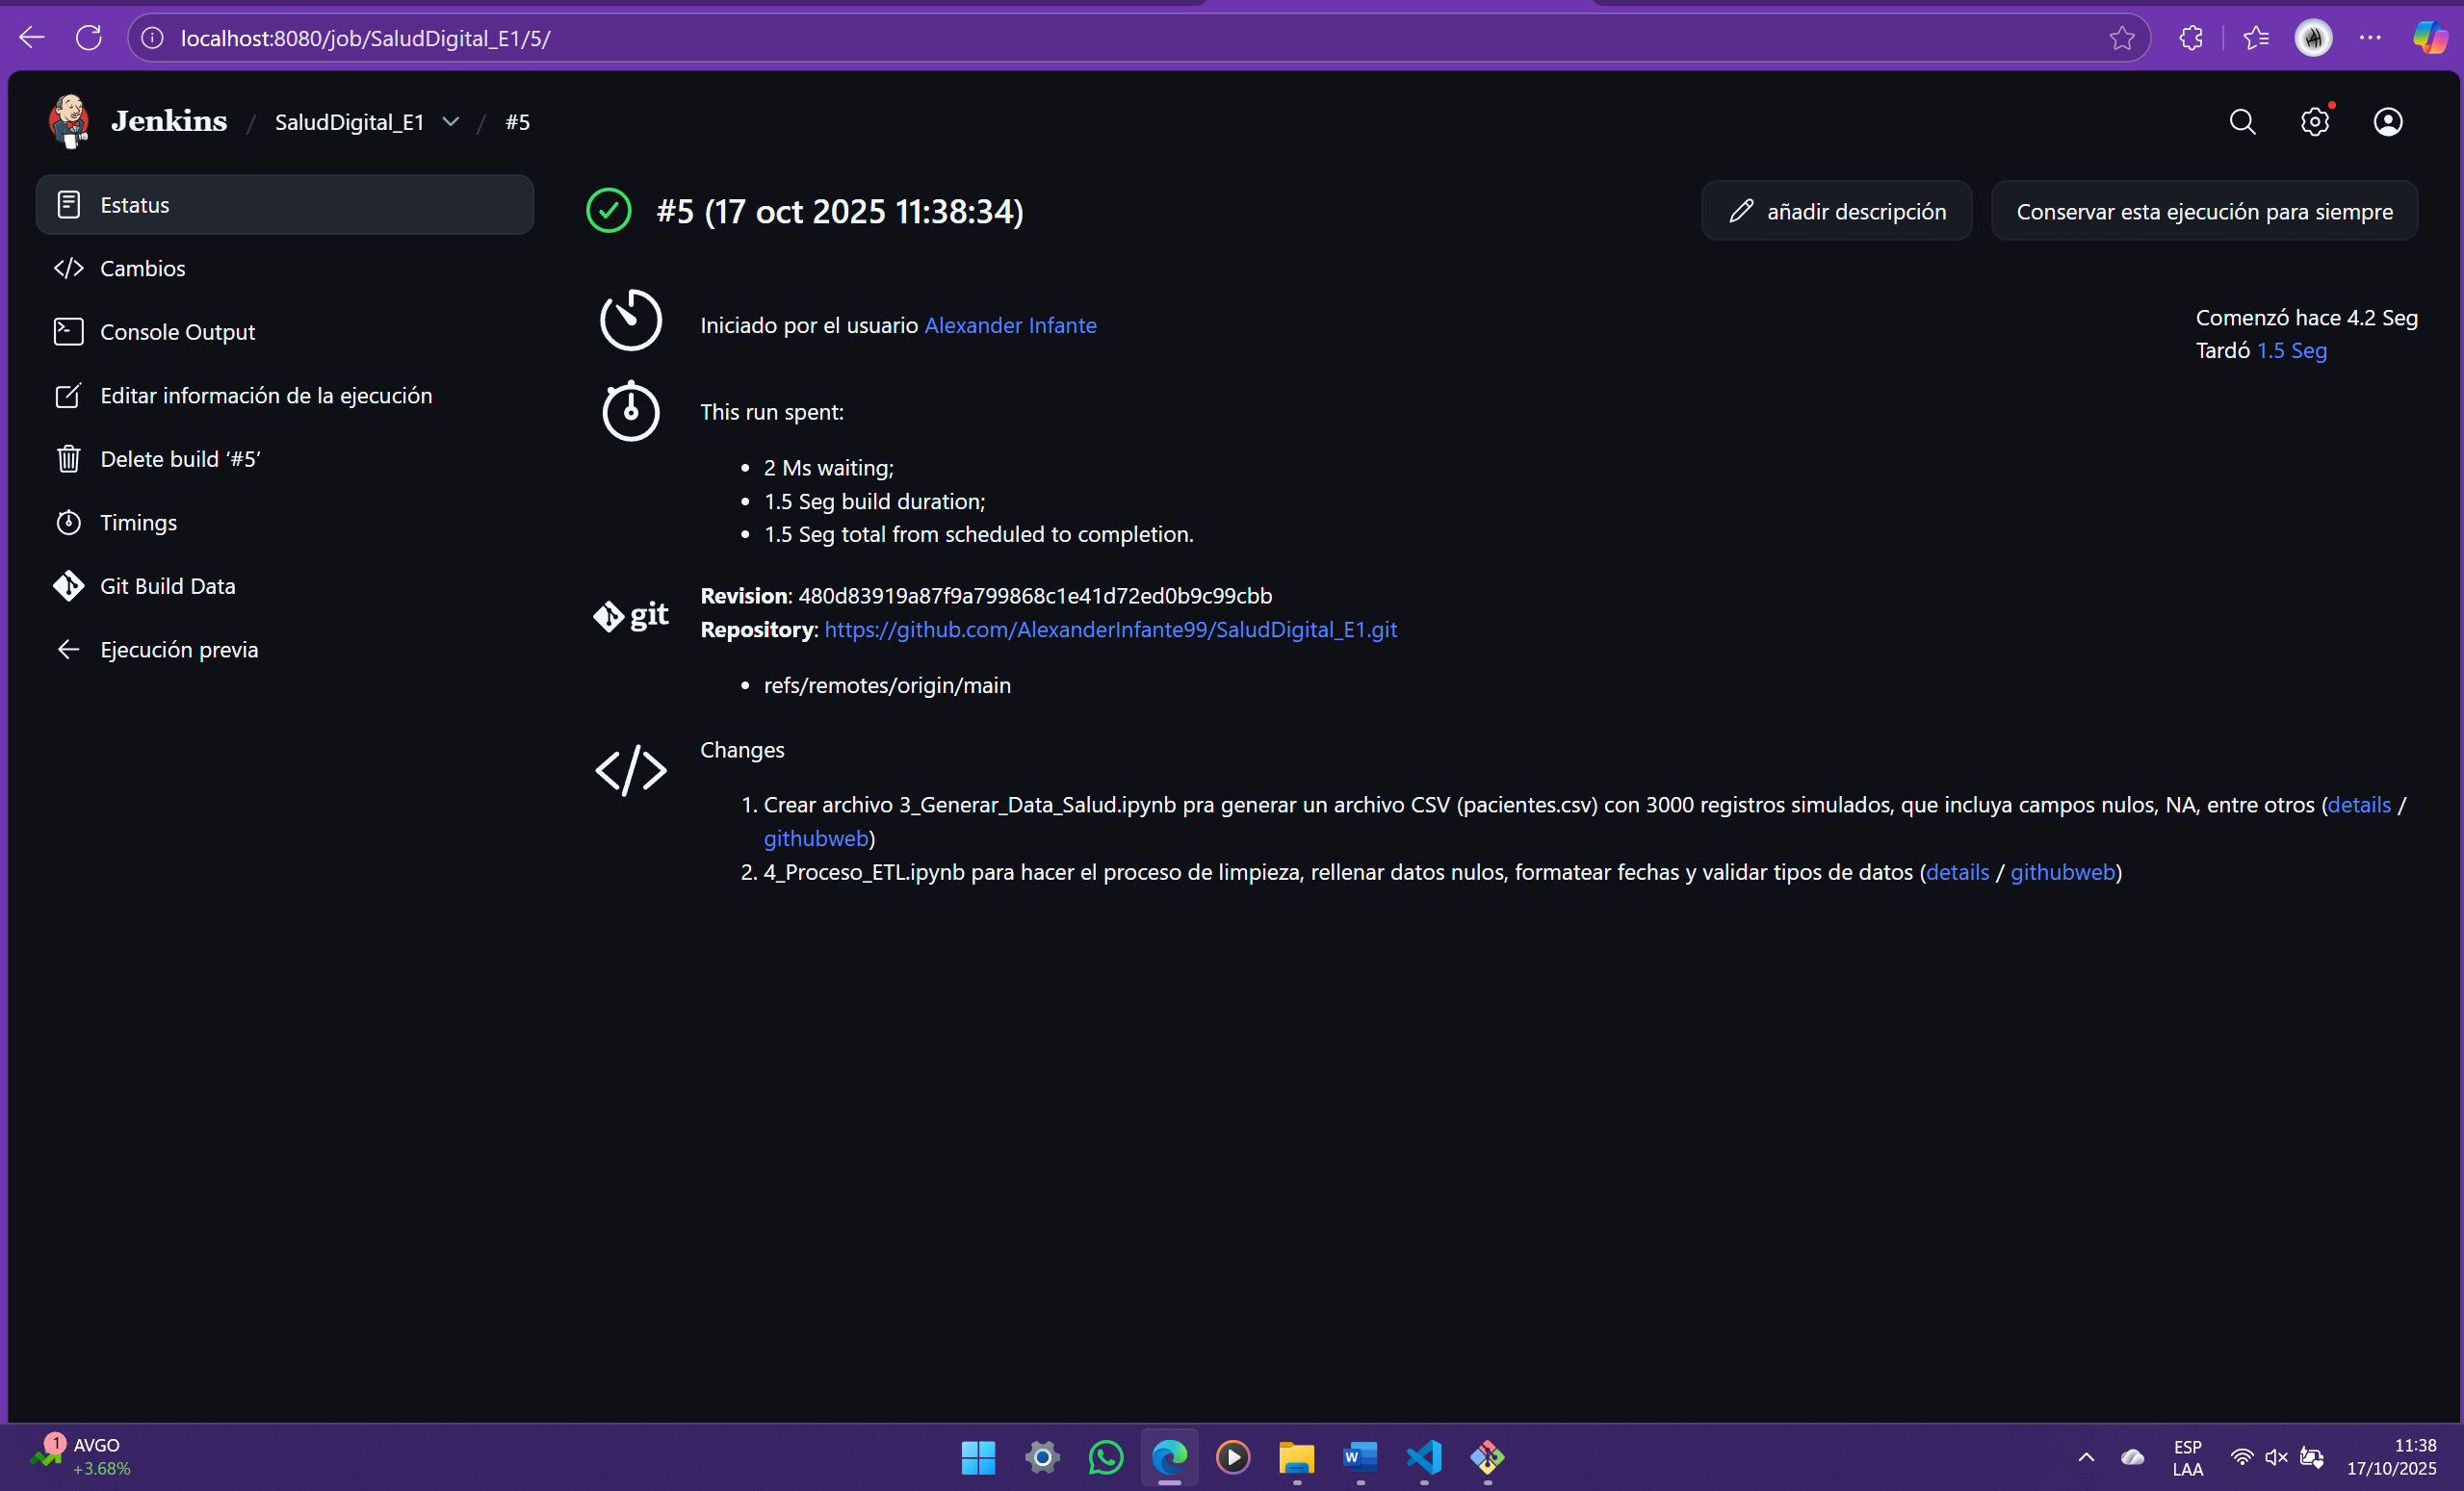 localhost:8080/job/SaludDigital_E1/5/
Jenkins / SaludDigital_E1 / #5
Estatus
Cambios
Console Output
Editar información de la ejecución
Delete build ‘#5’
Timings
Git Build Data
Ejecución previa
#5 (17 oct 2025 11:38:34)
añadir descripción
Conservar esta ejecución para siempre
Iniciado por el usuario Alexander Infante
Comenzó hace 4.2 Seg
Tardó 1.5 Seg
This run spent:
2 Ms waiting;
1.5 Seg build duration;
1.5 Seg total from scheduled to completion.
git
Revision: 480d83919a87f9a799868c1e41d72ed0b9c99cbb
Repository: https://github.com/AlexanderInfante99/SaludDigital_E1.git
refs/remotes/origin/main
Changes
1. Crear archivo 3_Generar_Data_Salud.ipynb pra generar un archivo CSV (pacientes.csv) con 3000 registros simulados, que incluya campos nulos, NA, entre otros (details /
githubweb)
2. 4_Proceso_ETL.ipynb para hacer el proceso de limpieza, rellenar datos nulos, formatear fechas y validar tipos de datos (details / githubweb)
1
AVGO
+3.68%
W
ESP
LAA
11:38
17/10/2025